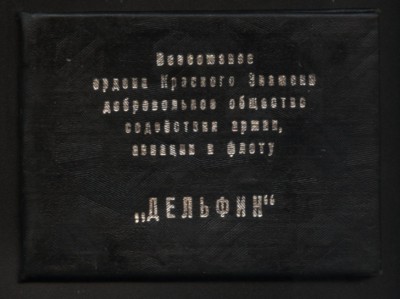 Всесоюзное
ордена Красного Знамени
добровольное общество
содействия армии,
авиации и флоту
„ДЕЛЬФИН“